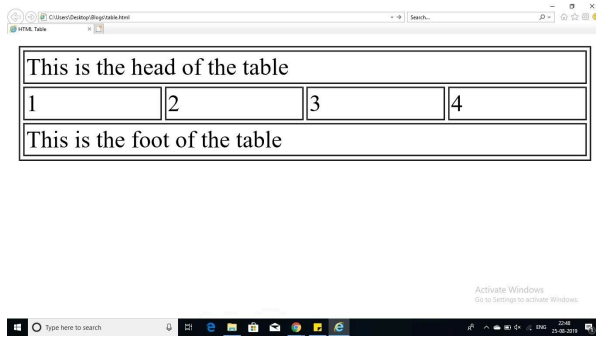 C:\Users\Desktop\Blogs\table.html
Search...
HTML Table
This is the head of the table
1 2 3 4
This is the foot of the table
Activate Windows
Go to Settings to activate Windows.
Type here to search
ENG
22:48
25-08-2019